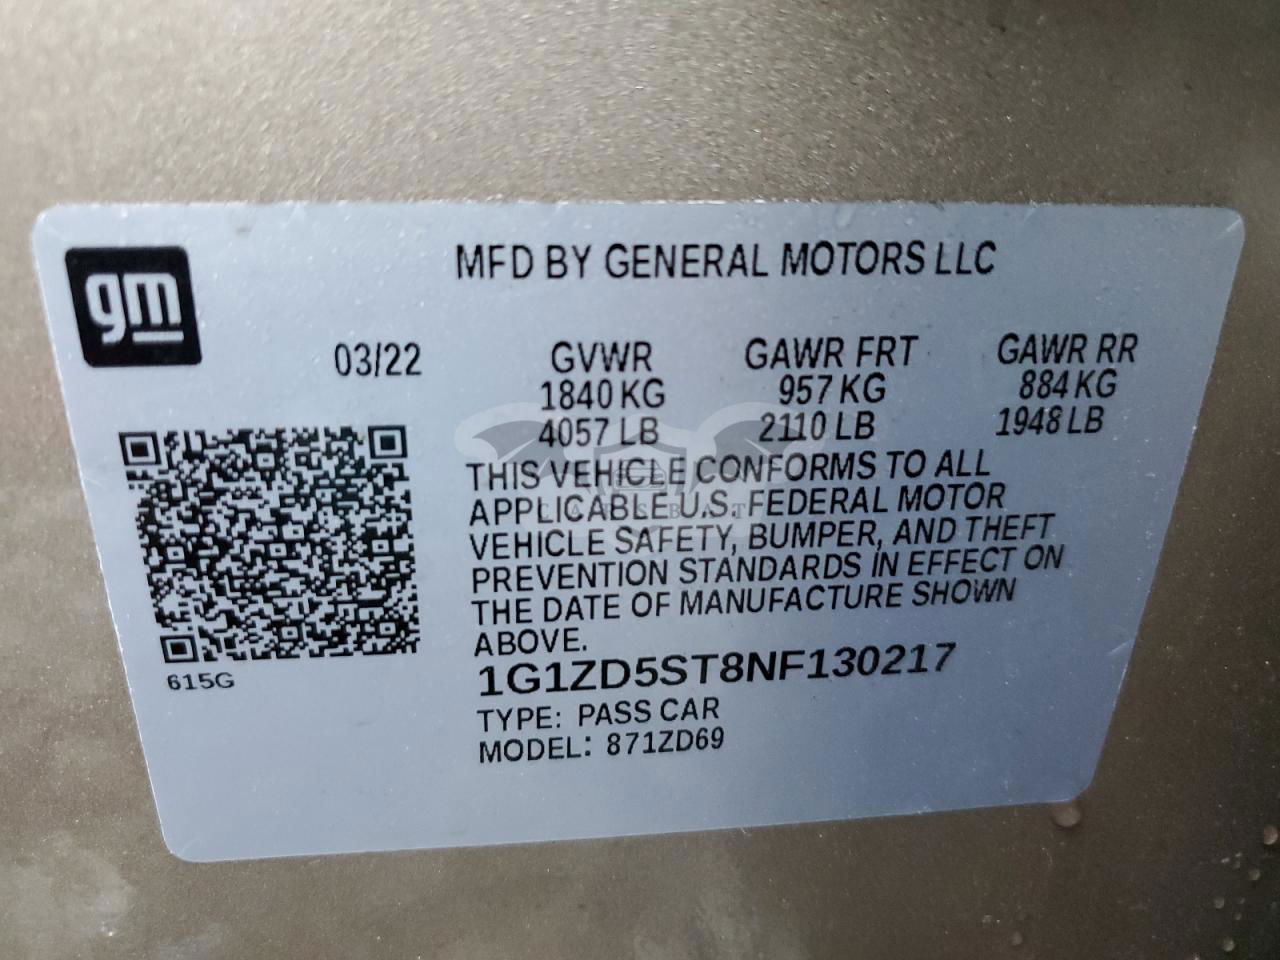 gm
MFD BY GENERAL MOTORS LLC
03/22 GVWR GAWR FRT GAWR RR
1840 KG 957 KG 884 KG
4057 LB 2110 LB 1948 LB
THIS VEHICLE CONFORMS TO ALL
APPLICABLE U.S. FEDERAL MOTOR
VEHICLE SAFETY, BUMPER, AND THEFT
PREVENTION STANDARDS IN EFFECT ON
THE DATE OF MANUFACTURE SHOWN
ABOVE.
1G1ZD5ST8NF130217
615G
TYPE: PASS CAR
MODEL: 871ZD69
CARSBAT